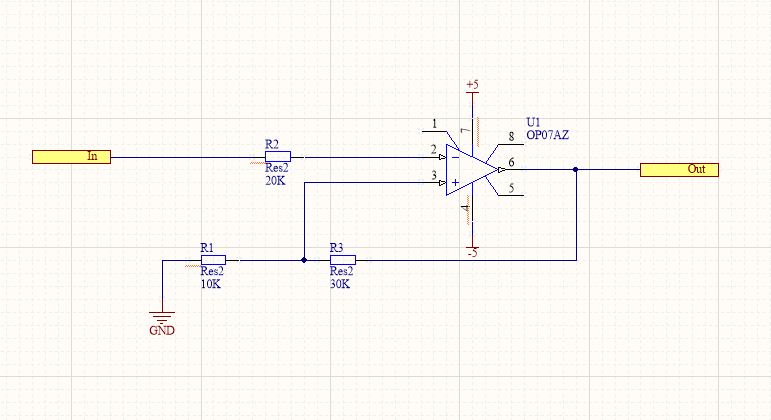 +5
U1
OP07AZ
1
7
8
In
R2
Res2
20K
2
3
6
5
4
Out
-5
R1
Res2
10K
R3
Res2
30K
GND